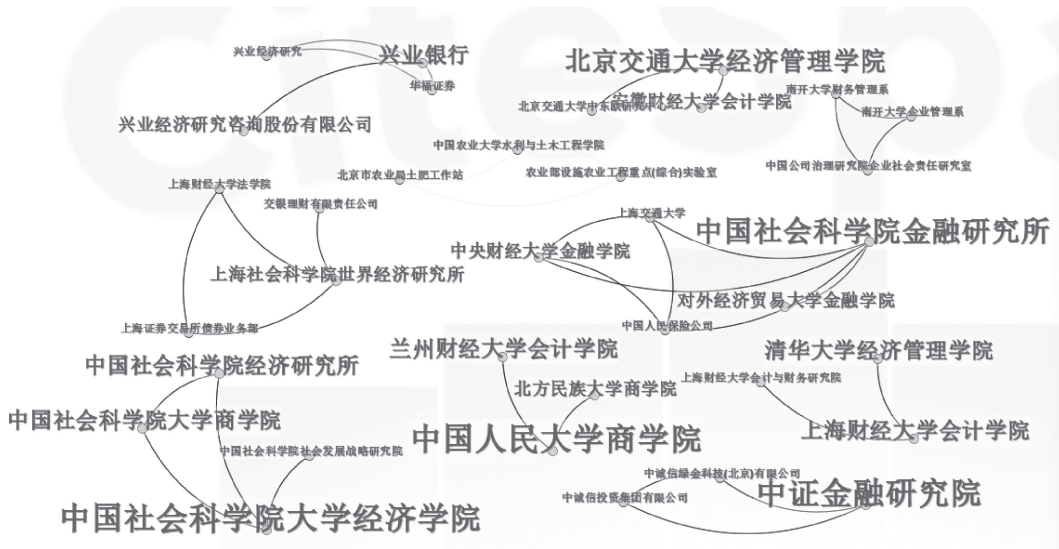 CiteSpa
兴业经济研究
兴业银行
华福证券
兴业经济研究咨询股份有限公司
北京交通大学经济管理学院
北京交通大学中东欧研究中心
安徽财经大学会计学院
南开大学财务管理系
南开大学企业管理系
中国公司治理研究院企业社会责任研究室
中国农业大学水利与土木工程学院
北京市农业局土肥工作站
农业部设施农业工程重点(综合)实验室
上海财经大学法学院
交银理财有限责任公司
上海社会科学院世界经济研究所
上海证券交易所债券业务部
上海交通大学
中国社会科学院金融研究所
中央财经大学金融学院
对外经济贸易大学金融学院
中国人民保险公司
中国社会科学院经济研究所
中国社会科学院大学商学院
中国社会科学院社会发展战略研究院
中国社会科学院大学经济学院
兰州财经大学会计学院
北方民族大学商学院
中国人民大学商学院
清华大学经济管理学院
上海财经大学会计与财务研究院
上海财经大学会计学院
中诚信绿金科技(北京)有限公司
中诚信投资集团有限公司
中证金融研究院